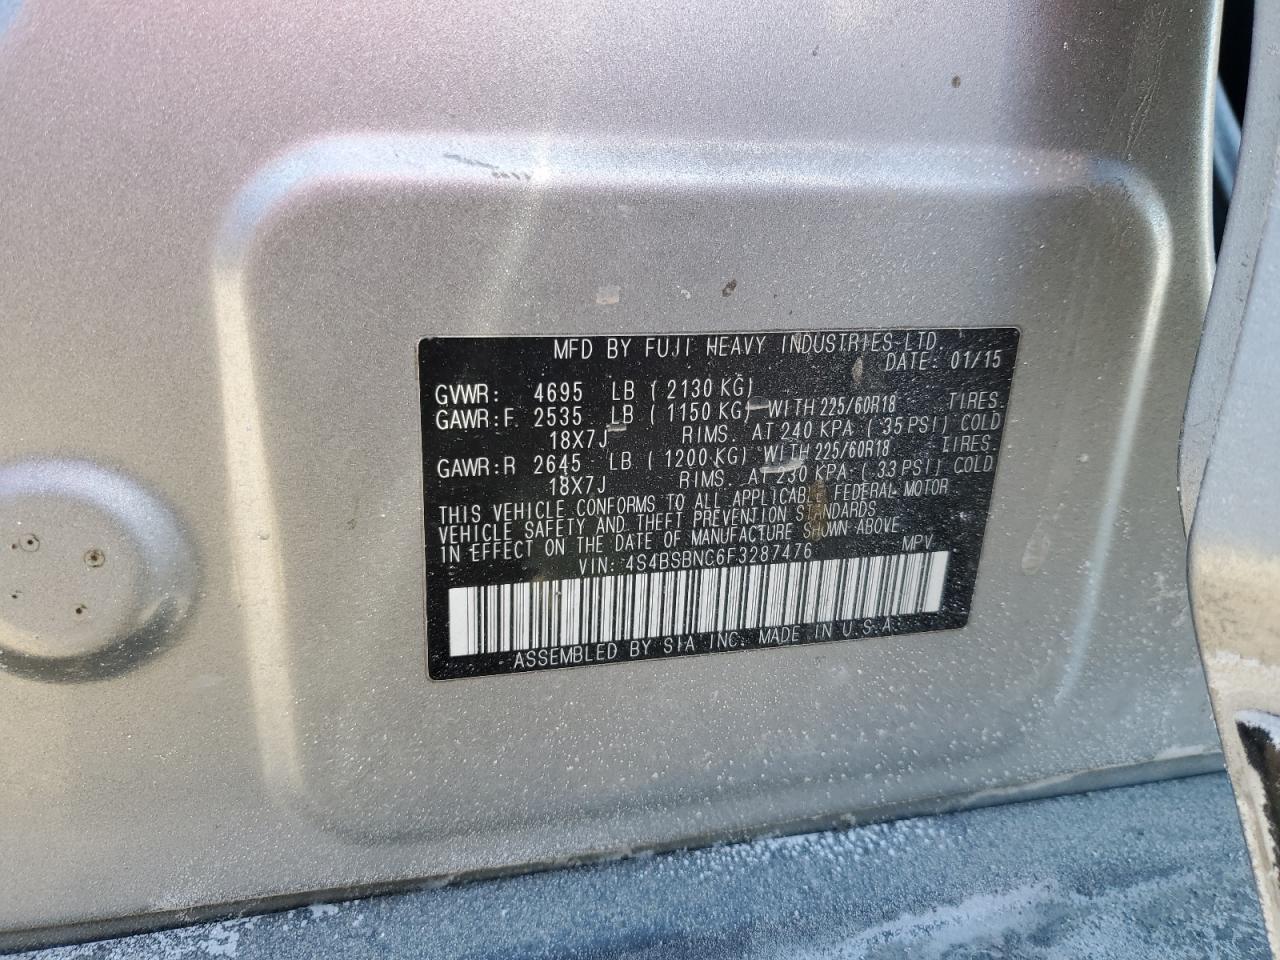 MFD BY FUJI HEAVY INDUSTRIES LTD.
DATE: 01/15
GVWR: 4695 LB (2130 KG)
GAWR:F 2535 LB (1150 KG) WITH 225/60R18 TIRES.
18X7J RIMS. AT 240 KPA (35 PSI) COLD
GAWR:R 2645 LB (1200 KG) WITH 225/60R18 TIRES.
18X7J RIMS. AT 230 KPA (33 PSI) COLD
THIS VEHICLE CONFORMS TO ALL APPLICABLE FEDERAL MOTOR
VEHICLE SAFETY AND THEFT PREVENTION STANDARDS
IN EFFECT ON THE DATE OF MANUFACTURE SHOWN ABOVE
VIN: 4S4BSBNC6F3287476 MPV
ASSEMBLED BY SIA INC. MADE IN U.S.A.